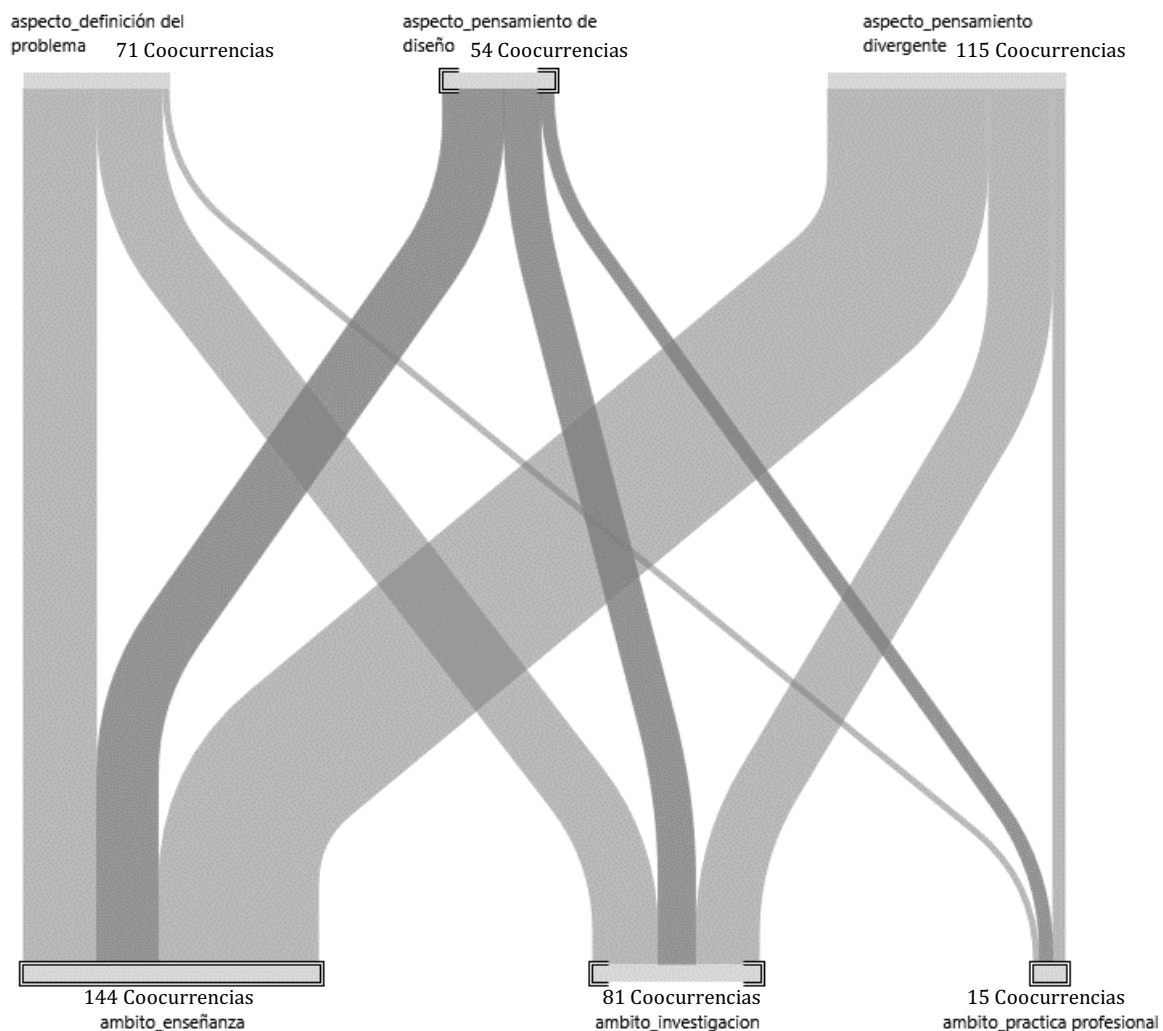 aspecto_definición del
problema 71 Coocurrencias
aspecto_pensamiento de
diseño 54 Coocurrencias
aspecto_pensamiento
divergente 115 Coocurrencias
144 Coocurrencias
ambito_enseñanza
81 Coocurrencias
ambito_investigacion
15 Coocurrencias
ambito_practica profesional